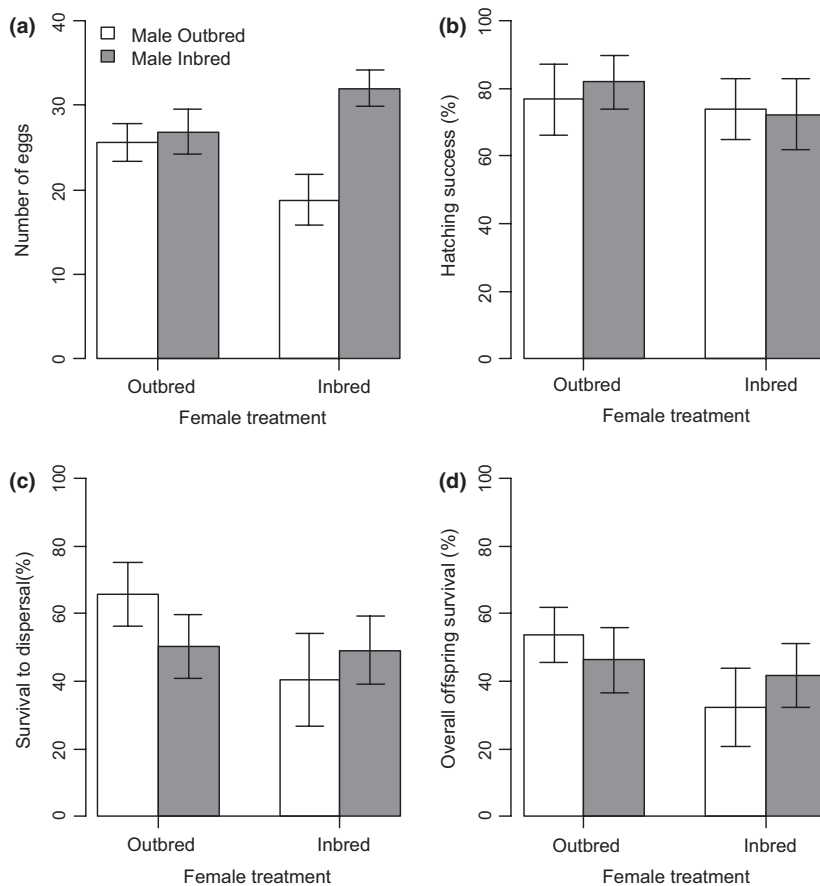 (a)
Male Outbred
Male Inbred
Number of eggs
40
30
20
10
0
Outbred
Inbred
Female treatment
(b)
Hatching success (%)
100
80
60
40
20
0
Outbred
Inbred
Female treatment
(c)
Survival to dispersal(%)
100
80
60
40
20
0
Outbred
Inbred
Female treatment
(d)
Overall offspring survival (%)
100
80
60
40
20
0
Outbred
Inbred
Female treatment